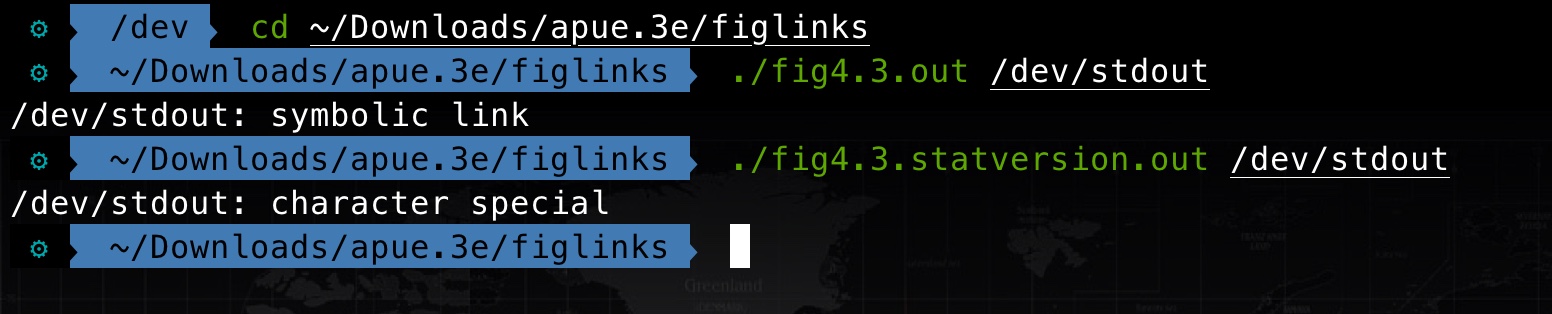 ⚙ /dev cd ~/Downloads/apue.3e/figlinks
⚙ ~/Downloads/apue.3e/figlinks ./fig4.3.out /dev/stdout
/dev/stdout: symbolic link
⚙ ~/Downloads/apue.3e/figlinks ./fig4.3.statversion.out /dev/stdout
/dev/stdout: character special
⚙ ~/Downloads/apue.3e/figlinks
Greenland